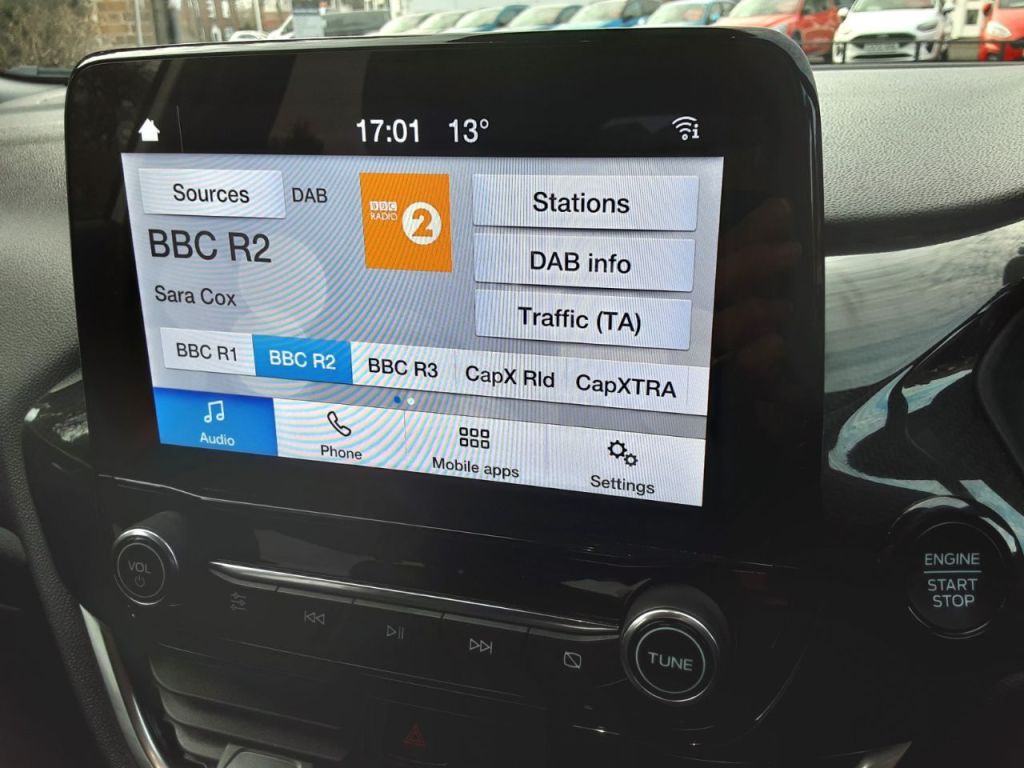 17:01 13°
Sources DAB
BBC
RADIO
2
Stations
BBC R2
DAB info
Sara Cox
Traffic (TA)
BBC R1 BBC R2 BBC R3 CapX Rld CapXTRA
Audio Phone Mobile apps Settings
VOL
TUNE
ENGINE
START
STOP